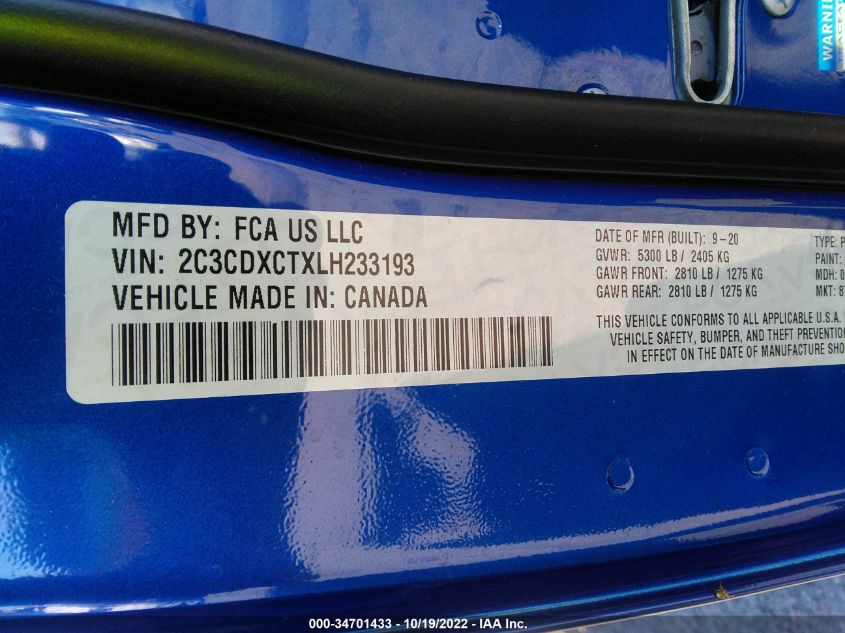 WARNING
MFD BY: FCA US LLC
VIN: 2C3CDXCTXLH233193
VEHICLE MADE IN: CANADA
DATE OF MFR (BUILT): 9-20
GVWR: 5300 LB / 2405 KG
GAWR FRONT: 2810 LB / 1275 KG
GAWR REAR: 2810 LB / 1275 KG
TYPE: P
PAINT:
MDH: 0
MKT: 8
THIS VEHICLE CONFORMS TO ALL APPLICABLE U.S.A.
VEHICLE SAFETY, BUMPER, AND THEFT PREVENTION
IN EFFECT ON THE DATE OF MANUFACTURE SHO
000-34701433 - 10/19/2022 - IAA Inc.